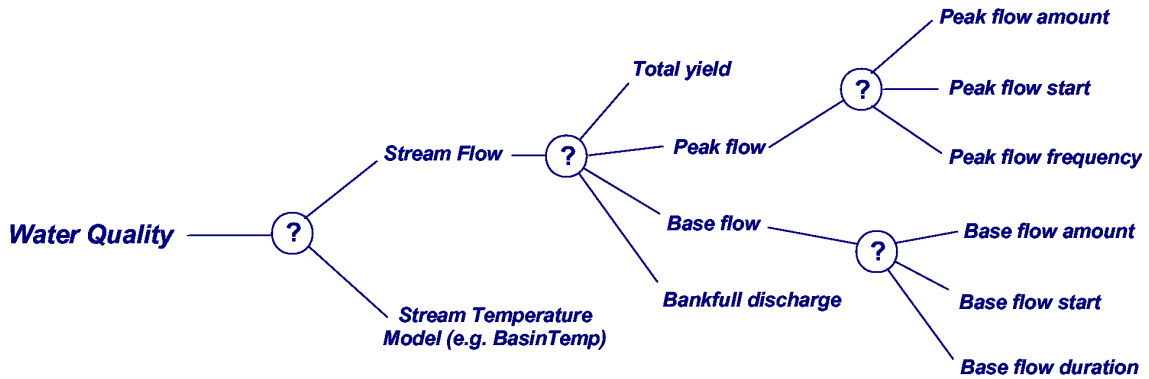 Peak flow amount
Total yield
?
Peak flow start
Stream Flow
?
Peak flow
Peak flow frequency
Water Quality
?
Base flow
?
Base flow amount
Bankfull discharge
Base flow start
Stream Temperature
Model (e.g. BasinTemp)
Base flow duration